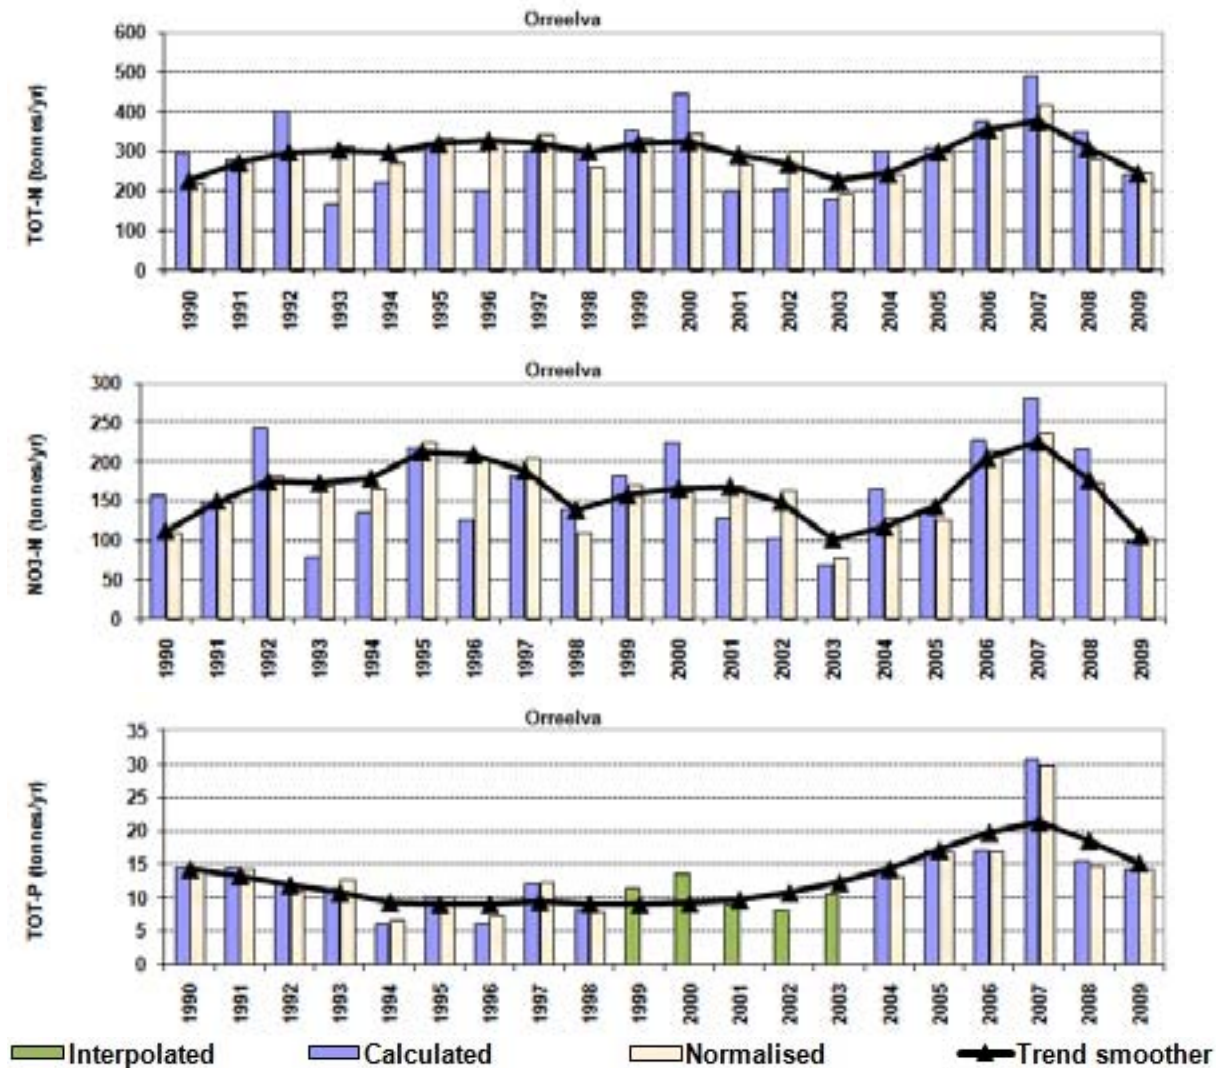 Orreelva
TOT-N (tonnes/yr)
600
500
400
300
200
100
0
1990 1991 1992 1993 1994 1995 1996 1997 1998 1999 2000 2001 2002 2003 2004 2005 2006 2007 2008 2009
Orreelva
NO3-N (tonnes/yr)
300
250
200
150
100
50
0
1990 1991 1992 1993 1994 1995 1996 1997 1998 1999 2000 2001 2002 2003 2004 2005 2006 2007 2008 2009
Orreelva
TOT-P (tonnes/yr)
35
30
25
20
15
10
5
0
1990 1991 1992 1993 1994 1995 1996 1997 1998 1999 2000 2001 2002 2003 2004 2005 2006 2007 2008 2009
Interpolated Calculated Normalised Trend smoother